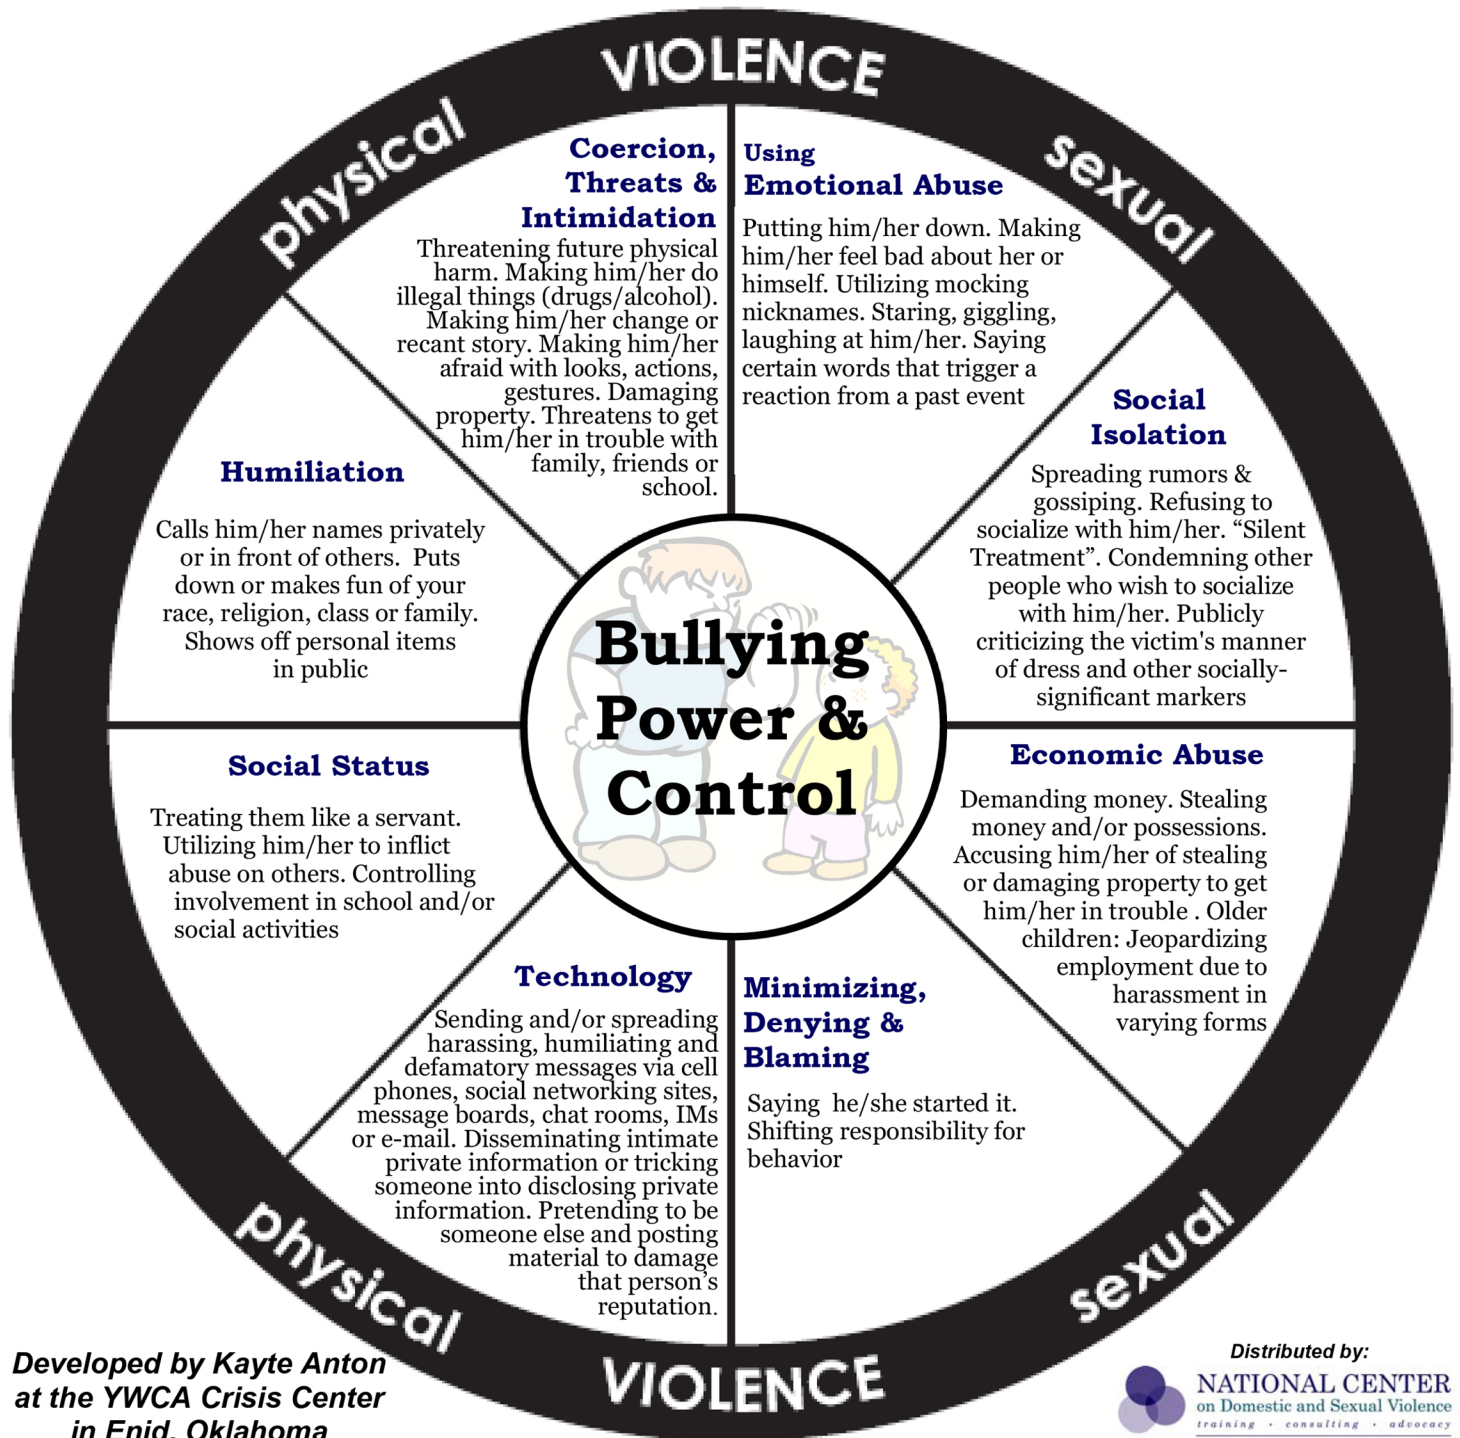 VIOLENCE
physical
sexual
Coercion,
Threats &
Intimidation
Threatening future physical
harm. Making him/her do
illegal things (drugs/alcohol).
Making him/her change or
recant story. Making him/her
afraid with looks, actions,
gestures. Damaging
property. Threatens to get
him/her in trouble with
family, friends or
school.
Using
Emotional Abuse
Putting him/her down. Making
him/her feel bad about her or
himself. Utilizing mocking
nicknames. Staring, giggling,
laughing at him/her. Saying
certain words that trigger a
reaction from a past event
Social
Isolation
Spreading rumors &
gossiping. Refusing to
socialize with him/her. “Silent
Treatment”. Condemning other
people who wish to socialize
with him/her. Publicly
criticizing the victim's manner
of dress and other socially-
significant markers
Humiliation
Calls him/her names privately
or in front of others.  Puts
down or makes fun of your
race, religion, class or family.
Shows off personal items
in public
Bullying
Power &
Control
Social Status
Treating them like a servant.
Utilizing him/her to inflict
abuse on others. Controlling
involvement in school and/or
social activities
Economic Abuse
Demanding money. Stealing
money and/or possessions.
Accusing him/her of stealing
or damaging property to get
him/her in trouble . Older
children: Jeopardizing
employment due to
harassment in
varying forms
Technology
Sending and/or spreading
harassing, humiliating and
defamatory messages via cell
phones, social networking sites,
message boards, chat rooms, IMs
or e-mail. Disseminating intimate
private information or tricking
someone into disclosing private
information. Pretending to be
someone else and posting
material to damage
that person’s
reputation.
Minimizing,
Denying &
Blaming
Saying  he/she started it.
Shifting responsibility for
behavior
physical
sexual
VIOLENCE
Developed by Kayte Anton
at the YWCA Crisis Center
in Enid, Oklahoma
Distributed by:
NATIONAL CENTER
on Domestic and Sexual Violence
training · consulting · advocacy